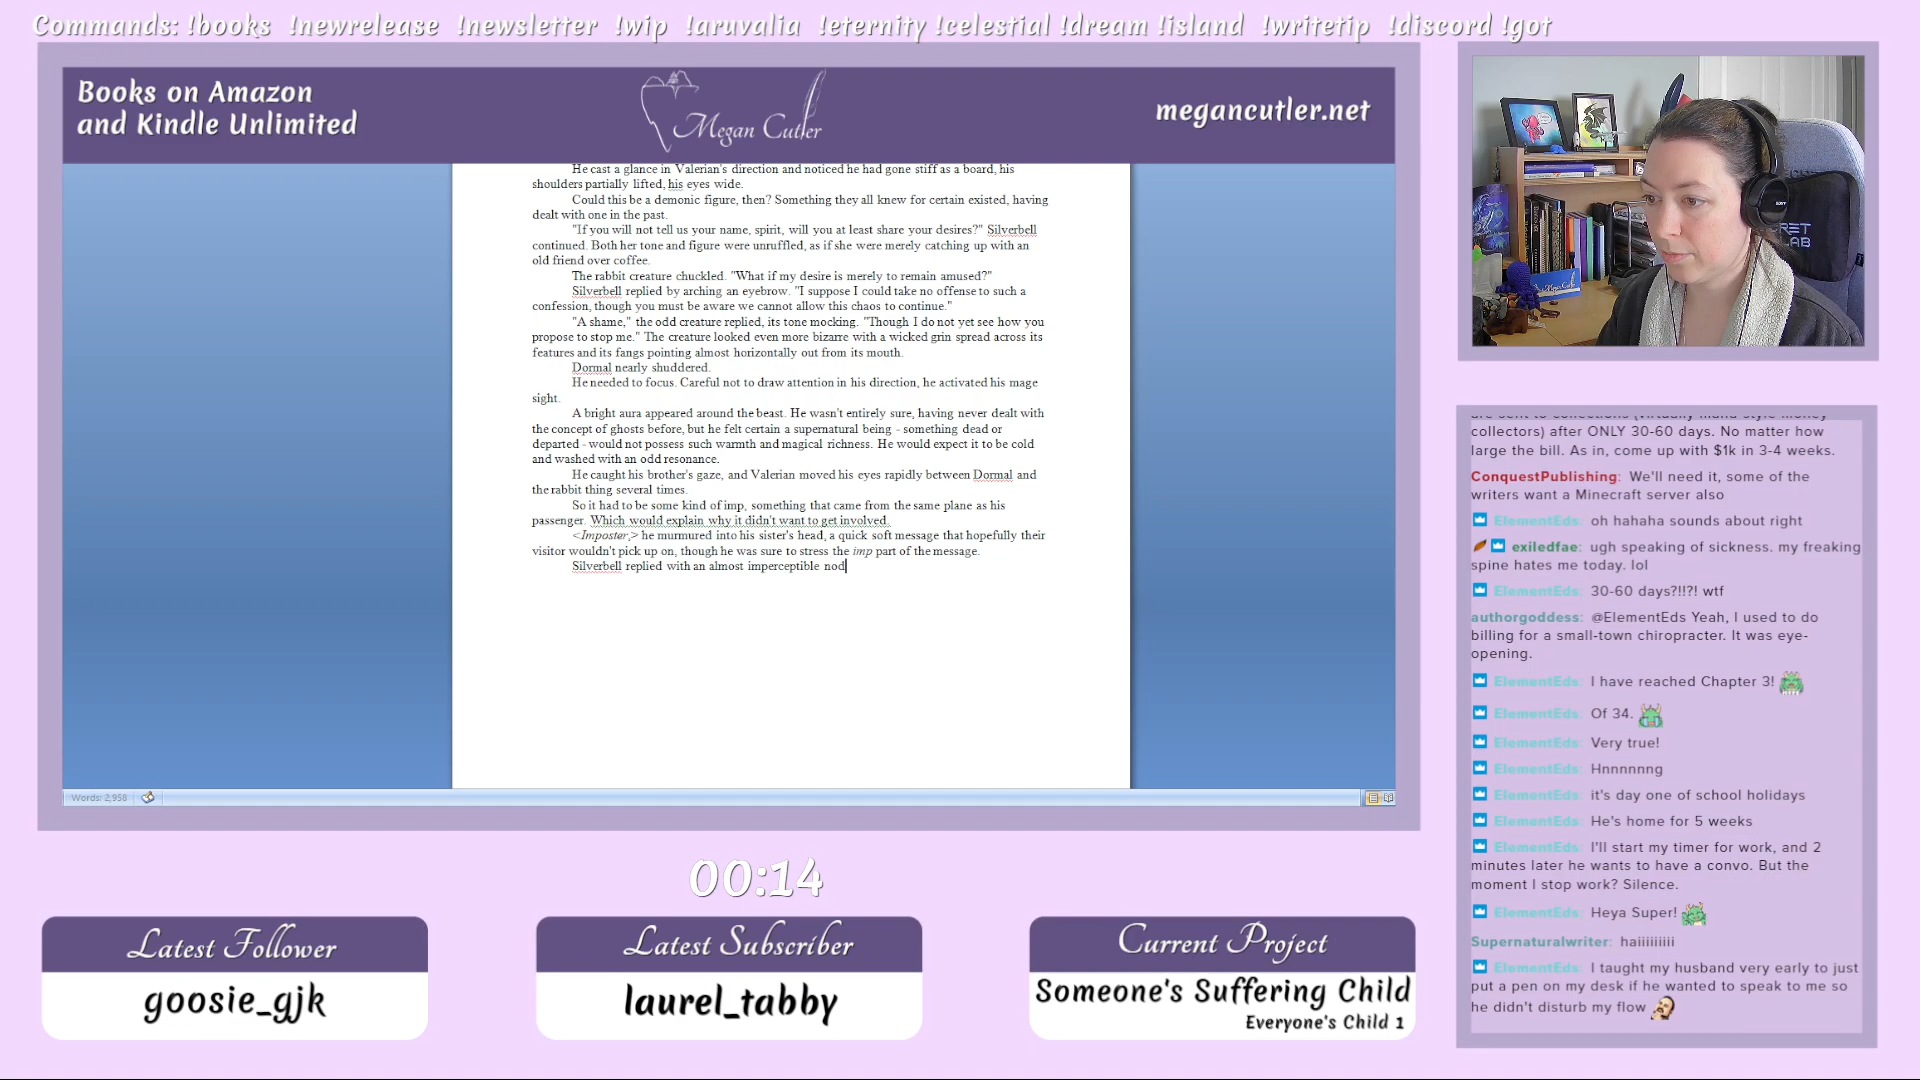 Commands: !books !newrelease !newsletter !wip !aruvalia !eternity !celestial !dream !island !writetip !discord !got
Books on Amazon
and Kindle Unlimited
Megan Cutler
megancutler.net
He cast a glance in Valerian's direction and noticed he had gone stiff as a board, his
shoulders partially lifted, his eyes wide.
Could this be a demonic figure, then? Something they all knew for certain existed, having
dealt with one in the past.
"If you will not tell us your name, spirit, will you at least share your desires?" Silverbell
continued. Both her tone and figure were unruffled, as if she were merely catching up with an
old friend over coffee.
The rabbit creature chuckled. "What if my desire is merely to remain amused?"
Silverbell replied by arching an eyebrow. "I suppose I could take no offense to such a
confession, though you must be aware we cannot allow this chaos to continue."
"A shame," the odd creature replied, its tone mocking. "Though I do not yet see how you
propose to stop me." The creature looked even more bizarre with a wicked grin spread across its
features and its fangs pointing almost horizontally out from its mouth.
Dormal nearly shuddered.
He needed to focus. Careful not to draw attention in his direction, he activated his mage
sight.
A bright aura appeared around the beast. He wasn't entirely sure, having never dealt with
the concept of ghosts before, but he felt certain a supernatural being - something dead or
departed - would not possess such warmth and magical richness. He would expect it to be cold
and washed with an odd resonance.
He caught his brother's gaze, and Valerian moved his eyes rapidly between Dormal and
the rabbit thing several times.
So it had to be some kind of imp, something that came from the same plane as his
passenger. Which would explain why it didn't want to get involved.
<Imposter,> he murmured into his sister's head, a quick soft message that hopefully their
visitor wouldn't pick up on, though he was sure to stress the imp part of the message.
Silverbell replied with an almost imperceptible nod
Words: 2,958
collectors) after ONLY 30-60 days. No matter how
large the bill. As in, come up with $1k in 3-4 weeks.
ConquestPublishing: We'll need it, some of the
writers want a Minecraft server also
ElementEds: oh hahaha sounds about right
exiledfae: ugh speaking of sickness. my freaking
spine hates me today. lol
ElementEds: 30-60 days?!!?! wtf
authorgoddess: @ElementEds Yeah, I used to do
billing for a small-town chiropracter. It was eye-
opening.
ElementEds: I have reached Chapter 3!
ElementEds: Of 34.
ElementEds: Very true!
ElementEds: Hnnnnnng
ElementEds: it's day one of school holidays
ElementEds: He's home for 5 weeks
ElementEds: I'll start my timer for work, and 2
minutes later he wants to have a convo. But the
moment I stop work? Silence.
ElementEds: Heya Super!
Supernaturalwriter: haiiiiiiiii
ElementEds: I taught my husband very early to just
put a pen on my desk if he wanted to speak to me so
he didn't disturb my flow
00:14
Latest Follower
goosie_gjk
Latest Subscriber
laurel_tabby
Current Project
Someone's Suffering Child
Everyone's Child 1